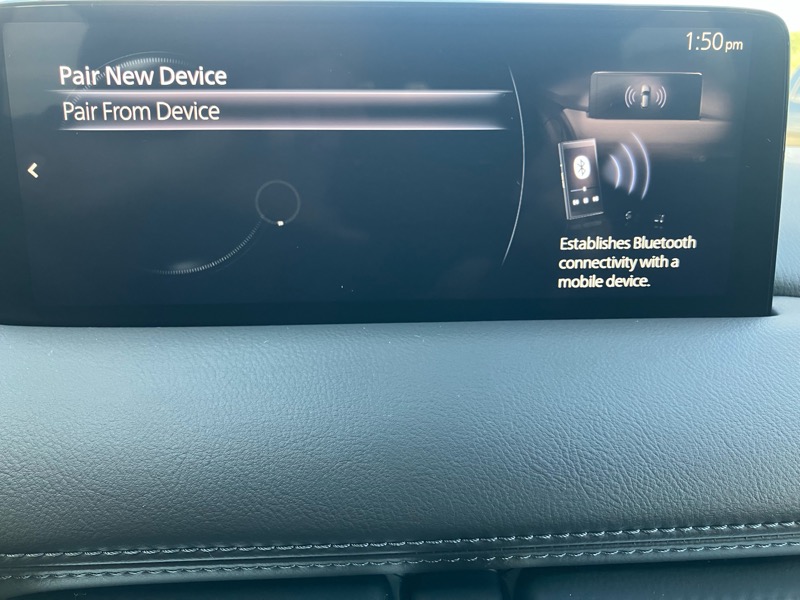 1:50pm
Pair New Device
Pair From Device
Establishes Bluetooth
connectivity with a
mobile device.